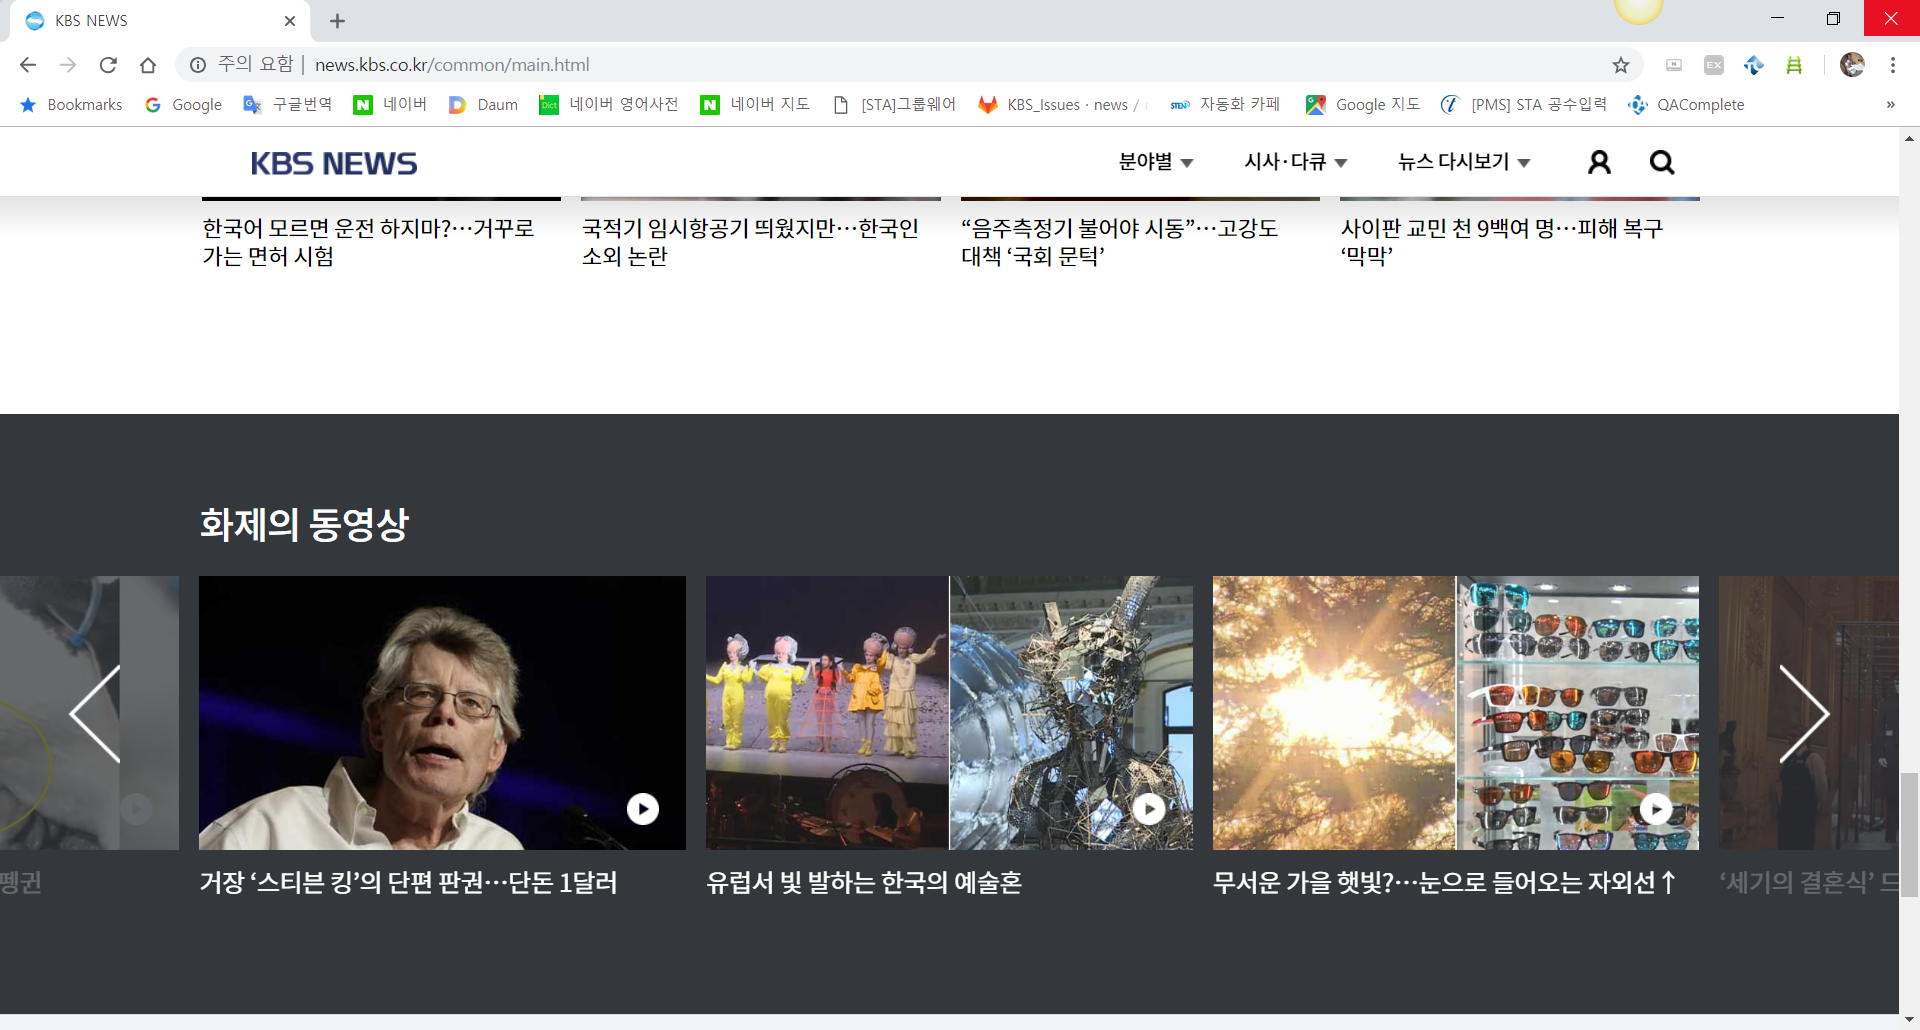 KBS NEWS
주의 요함 | news.kbs.co.kr/common/main.html
Bookmarks Google 구글번역 네이버 Daum 네이버 영어사전 네이버 지도 [STA]그룹웨어 KBS_Issues · news / 자동화 카페 Google 지도 [PMS] STA 공수입력 QAComplete »
KBS NEWS 분야별 시사·다큐 뉴스 다시보기
한국어 모르면 운전 하지마?…거꾸로
가는 면허 시험
국적기 임시항공기 띄웠지만…한국인
소외 논란
“음주측정기 불어야 시동”…고강도
대책 ‘국회 문턱’
사이판 교민 천 9백여 명…피해 복구
‘막막’
화제의 동영상
펭귄
거장 ‘스티븐 킹’의 단편 판권…단돈 1달러
유럽서 빛 발하는 한국의 예술혼
무서운 가을 햇빛?…눈으로 들어오는 자외선↑
‘세기의 결혼식’ 드